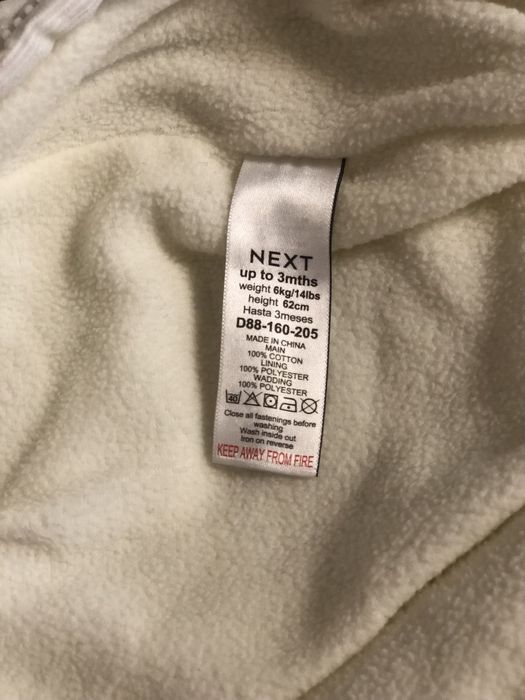 NEXT
up to 3mths
weight 6kg/14lbs
height 62cm
Hasta 3meses
D88-160-205
MADE IN CHINA
MAIN
100% COTTON
LINING
100% POLYESTER
WADDING
100% POLYESTER
40
Close all fastenings before
washing
Wash inside out
Iron on reverse
KEEP AWAY FROM FIRE